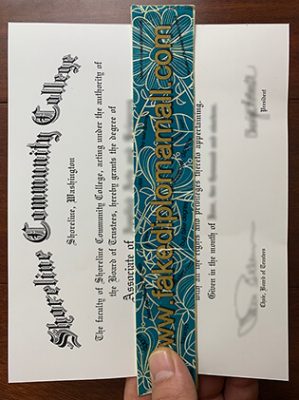 Shoreline Community College
Shoreline, Washington
The faculty of Shoreline Community College, acting under the authority of
the Board of Trustees, hereby grants the degree of
Associate of
www.fakediplomamall.com
with all the rights and privileges thereto appertaining.
Given in the month of
Chair, Board of Trustees
President